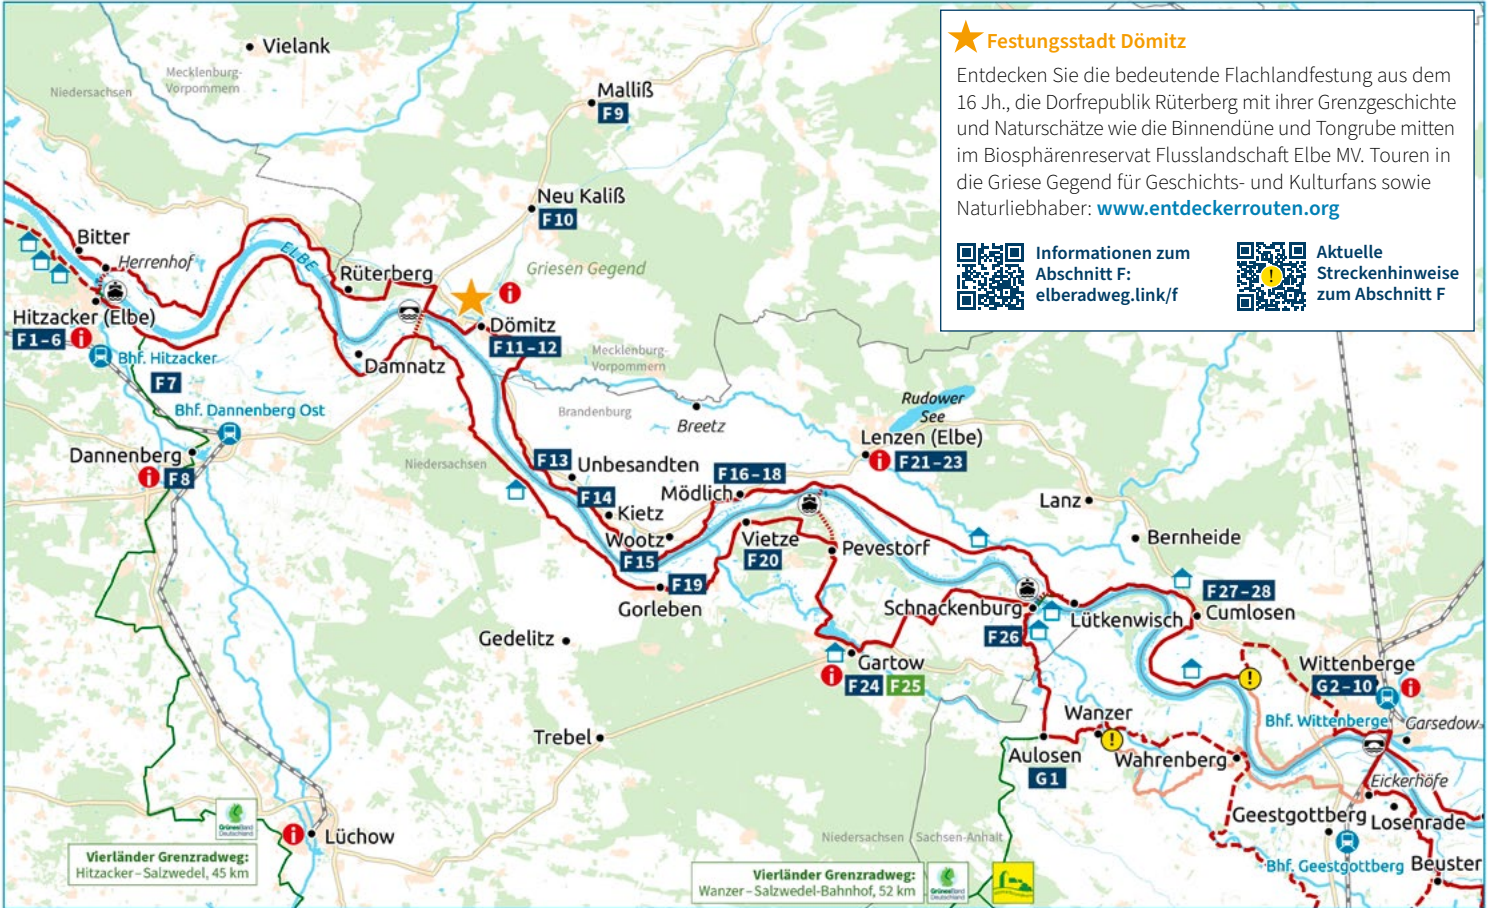 Festungsstadt Dömitz
Entdecken Sie die bedeutende Flachlandfestung aus dem
16 Jh., die Dorfrepublik Rüterberg mit ihrer Grenzgeschichte
und Naturschätze wie die Binnendüne und Tongrube mitten
im Biosphärenreservat Flusslandschaft Elbe MV. Touren in
die Griese Gegend für Geschichts- und Kulturfans sowie
Naturliebhaber: www.entdeckerrouten.org
Informationen zum
Abschnitt F:
elberadweg.link/f
!
Aktuelle
Streckenhinweise
zum Abschnitt F
Vielank
Mecklenburg-
Vorpommern
Niedersachsen
Malliß
F9
Neu Kaliß
F10
Bitter
Herrenhof
ELBE
Rüterberg
Griesen Gegend
i
Hitzacker (Elbe)
F1-6
i
Bhf. Hitzacker
F7
Dömitz
F11-12
Damnatz
Mecklenburg-
Vorpommern
Bhf. Dannenberg Ost
Brandenburg
Breetz
Rudower
See
Dannenberg
i
F8
Niedersachsen
Lenzen (Elbe)
i
F21-23
F13
Unbesandten
F16-18
Mödlich
F14
Kietz
Lanz
Wootz
F15
Vietze
F20
Pevestorf
Bernheide
F19
Gorleben
F27-28
Cumlosen
Schnackenburg
F26
Lütkenwisch
Gedelitz
Gartow
i
F24
F25
Wittenberge
G2-10
i
!
Bhf. Wittenberge
Garsedow
Trebel
Wanzer
!
Aulosen
G1
Wahrenberg
Eickerhöfe
Geestgottberg
Losenrade
Bhf. Geestgottberg
Beuster
i
Lüchow
Niedersachsen
Sachsen-Anhalt
GrünesBand
Deutschland
Vierländer Grenzradweg:
Hitzacker – Salzwedel, 45 km
Vierländer Grenzradweg:
Wanzer – Salzwedel-Bahnhof, 52 km
GrünesBand
Deutschland